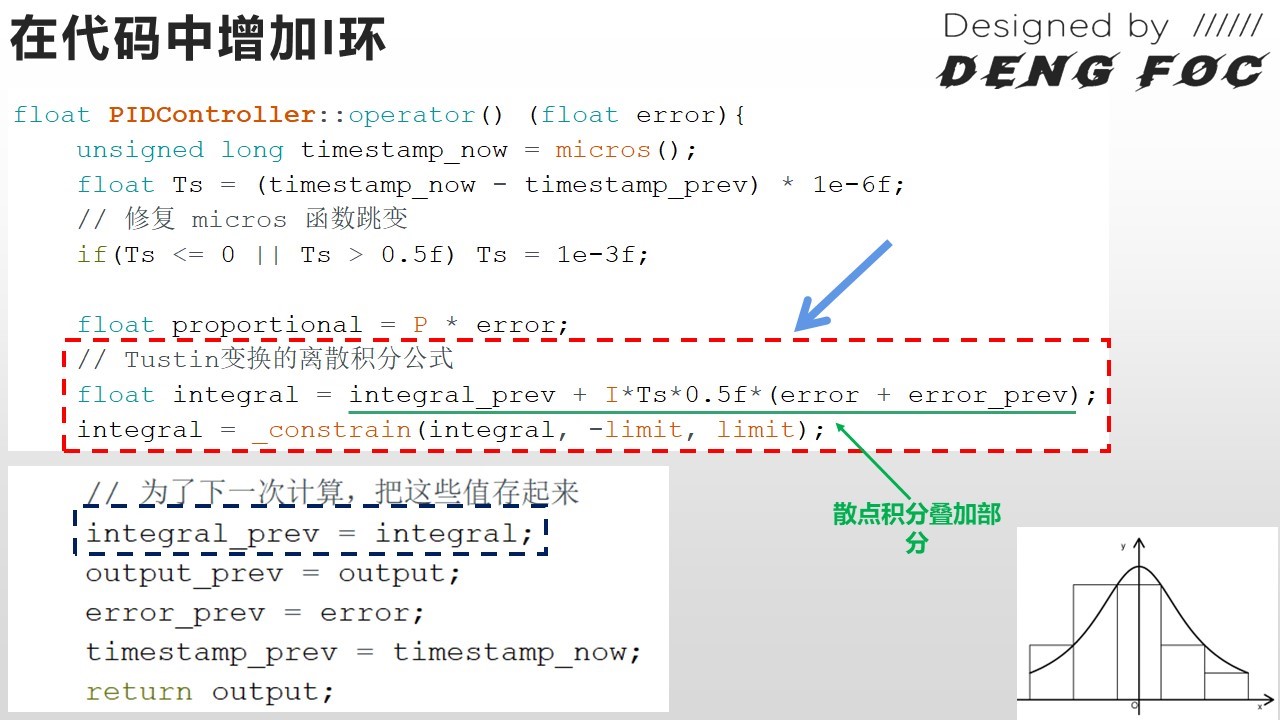 在代码中增加I环
Designed by //////
DENG FOC
float PIDController::operator() (float error){
unsigned long timestamp_now = micros();
float Ts = (timestamp_now - timestamp_prev) * 1e-6f;
// 修复 micros 函数跳变
if(Ts <= 0 || Ts > 0.5f) Ts = 1e-3f;
float proportional = P * error;
// Tustin变换的离散积分公式
float integral = integral_prev + I*Ts*0.5f*(error + error_prev);
integral = _constrain(integral, -limit, limit);
散点积分叠加部
分
// 为了下一次计算，把这些值存起来
integral_prev = integral;
output_prev = output;
error_prev = error;
timestamp_prev = timestamp_now;
return output;
y
O
x